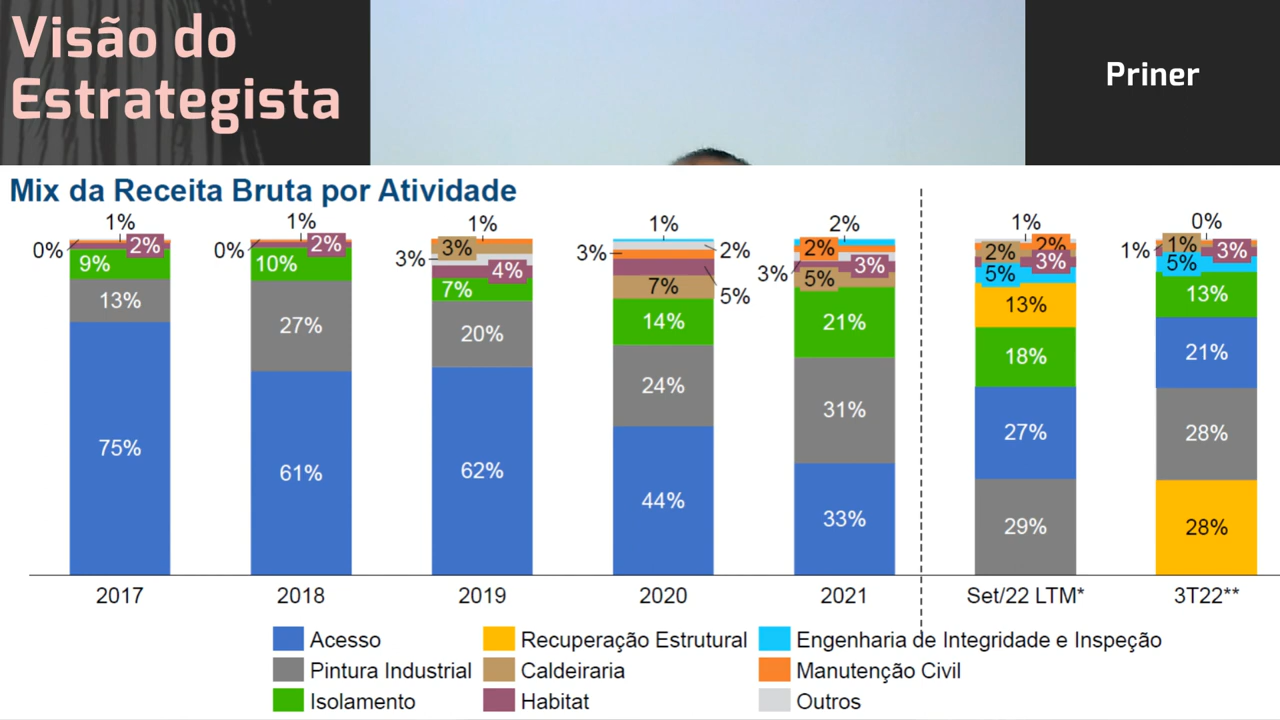 Visão do
Estrategista
Priner
Mix da Receita Bruta por Atividade
1% 1% 1% 1% 2% 1% 0%
0% 2% 0% 2% 3% 3% 2% 2% 2% 2% 1% 1% 3%
9% 10% 3% 4% 7% 5% 3% 5% 3% 5% 3% 5%
13% 27% 7% 14% 21% 13% 13%
75% 61% 20% 24% 31% 18% 21%
62% 44% 33% 27% 28%
29% 28%
2017 2018 2019 2020 2021 Set/22 LTM* 3T22**
Acesso Recuperação Estrutural Engenharia de Integridade e Inspeção
Pintura Industrial Caldeiraria Manutenção Civil
Isolamento Habitat Outros